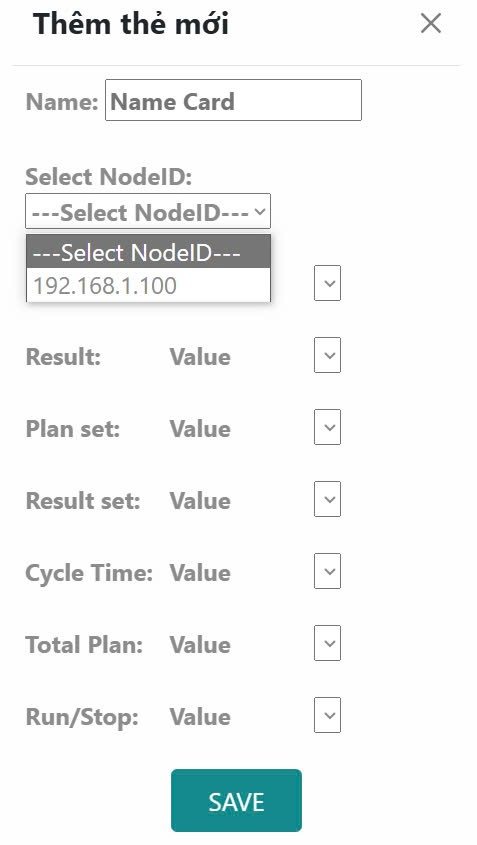 Thêm thẻ mới
Name: Name Card
Select NodeID:
---Select NodeID---
---Select NodeID---
192.168.1.100
Result: Value
Plan set: Value
Result set: Value
Cycle Time: Value
Total Plan: Value
Run/Stop: Value
SAVE